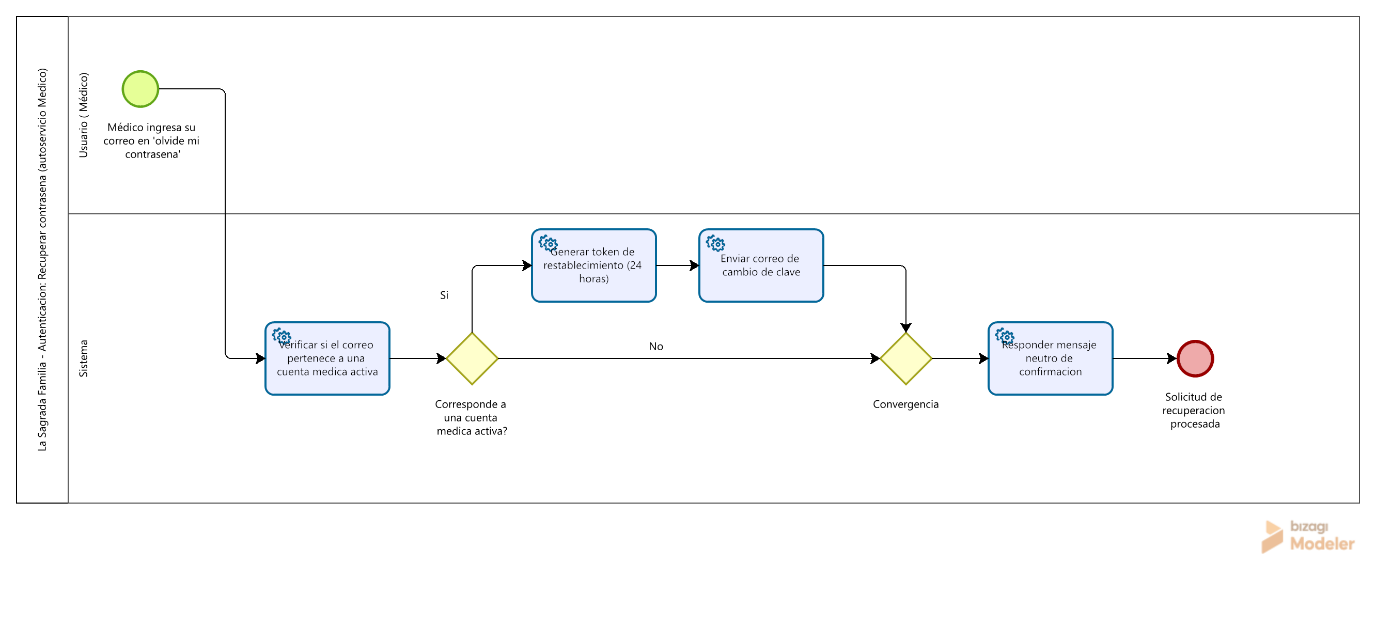 La Sagrada Familia - Autenticacion: Recuperar contrasena (autoservicio Medico)
Usuario ( Médico)
Médico ingresa su
correo en 'olvide mi
contrasena'
Sistema
Verificar si el correo
pertenece a una
cuenta medica activa
Corresponde a
una cuenta
medica activa?
Si
Generar token de
restablecimiento (24
horas)
Enviar correo de
cambio de clave
No
Convergencia
Responder mensaje
neutro de
confirmacion
Solicitud de
recuperacion
procesada
bizagi
Modeler